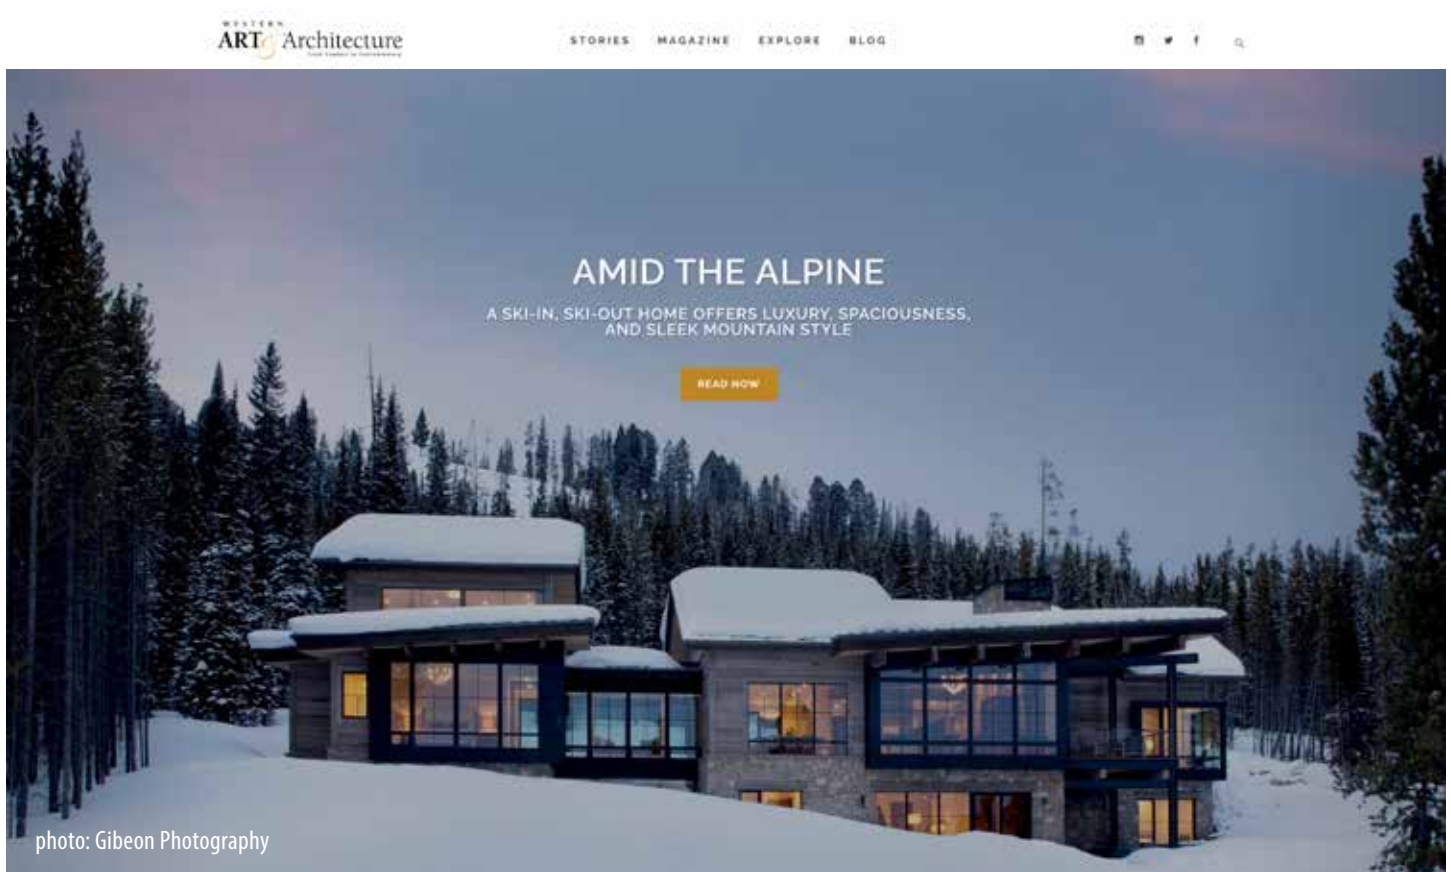 WESTERN
ART & Architecture
STORIES MAGAZINE EXPLORE BLOG
AMID THE ALPINE
A SKI-IN, SKI-OUT HOME OFFERS LUXURY, SPACIOUSNESS,
AND SLEEK MOUNTAIN STYLE
READ NOW
photo: Gibeon Photography